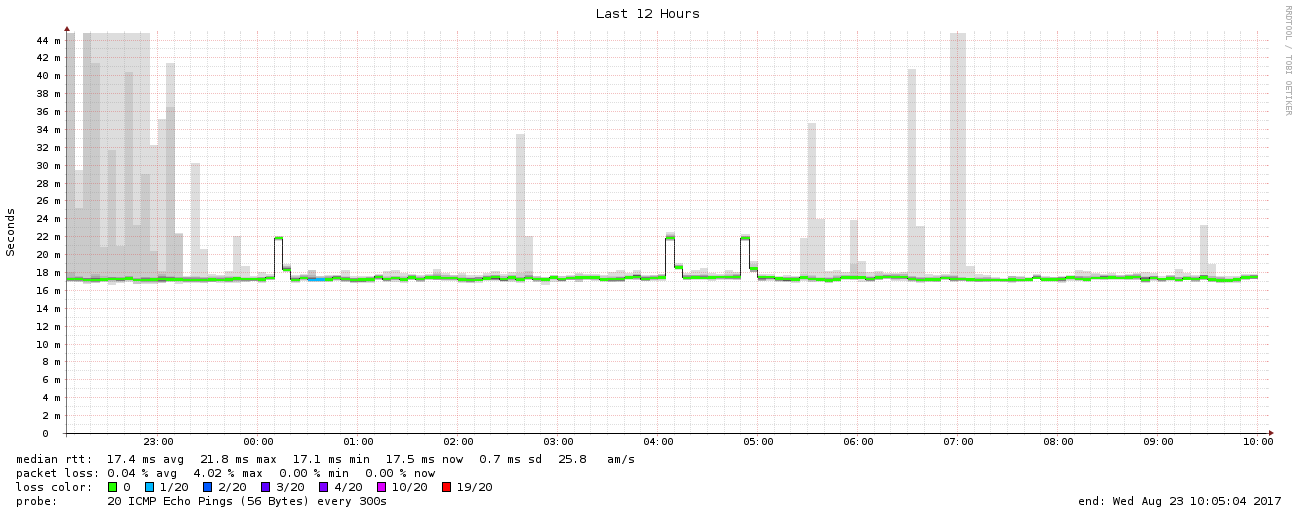 Last 12 Hours
RRDTOOL / TOBI OETIKER
Seconds
44 m
42 m
40 m
38 m
36 m
34 m
32 m
30 m
28 m
26 m
24 m
22 m
20 m
18 m
16 m
14 m
12 m
10 m
8 m
6 m
4 m
2 m
0
23:00 00:00 01:00 02:00 03:00 04:00 05:00 06:00 07:00 08:00 09:00 10:00
median rtt: 17.4 ms avg 21.8 ms max 17.1 ms min 17.5 ms now 0.7 ms sd 25.8 am/s
packet loss: 0.04 % avg 4.02 % max 0.00 % min 0.00 % now
loss color: 0 1/20 2/20 3/20 4/20 10/20 19/20
probe: 20 ICMP Echo Pings (56 Bytes) every 300s end: Wed Aug 23 10:05:04 2017